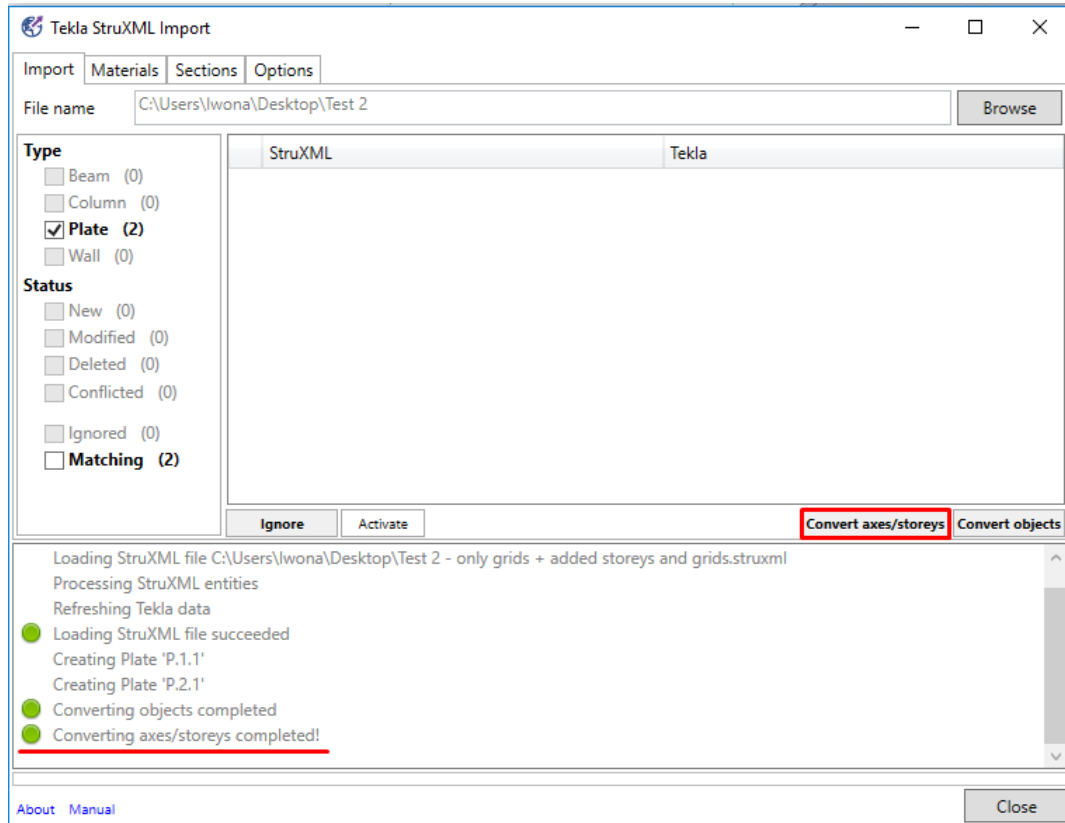 Tekla StruXML Import
Import Materials Sections Options
File name C:\Users\Iwona\Desktop\Test 2 Browse
Type
Beam (0)
Column (0)
Plate (2)
Wall (0)
Status
New (0)
Modified (0)
Deleted (0)
Conflicted (0)
Ignored (0)
Matching (2)
StruXML Tekla
Ignore Activate Convert axes/storeys Convert objects
Loading StruXML file C:\Users\Iwona\Desktop\Test 2 - only grids + added storeys and grids.struxml
Processing StruXML entities
Refreshing Tekla data
Loading StruXML file succeeded
Creating Plate 'P.1.1'
Creating Plate 'P.2.1'
Converting objects completed
Converting axes/storeys completed!
About Manual Close